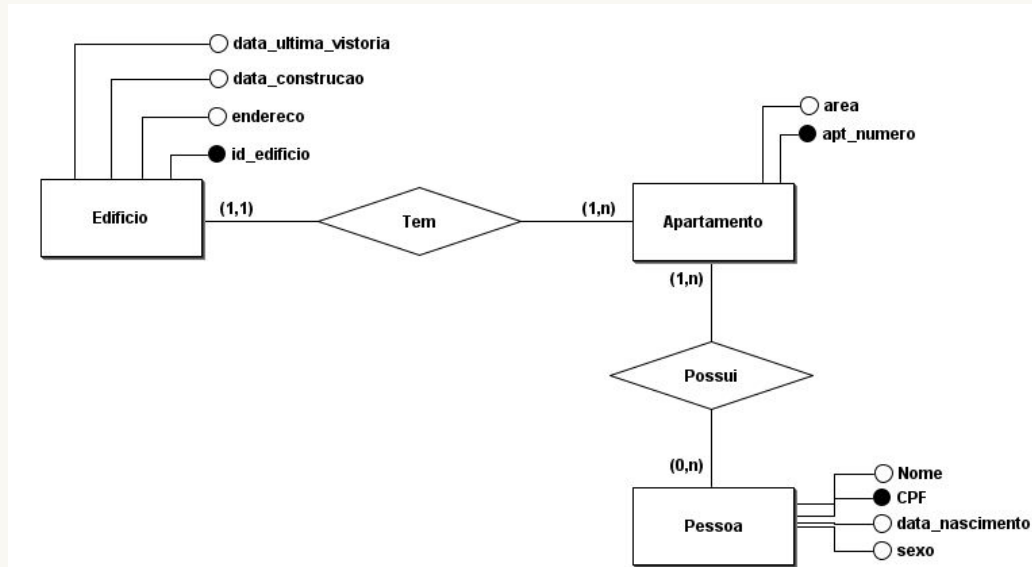 data_ultima_vistoria
data_construcao
endereco
id_edificio
area
apt_numero
Edificio
(1,1)
Tem
(1,n)
Apartamento
(1,n)
Possui
(0,n)
Pessoa
Nome
CPF
data_nascimento
sexo